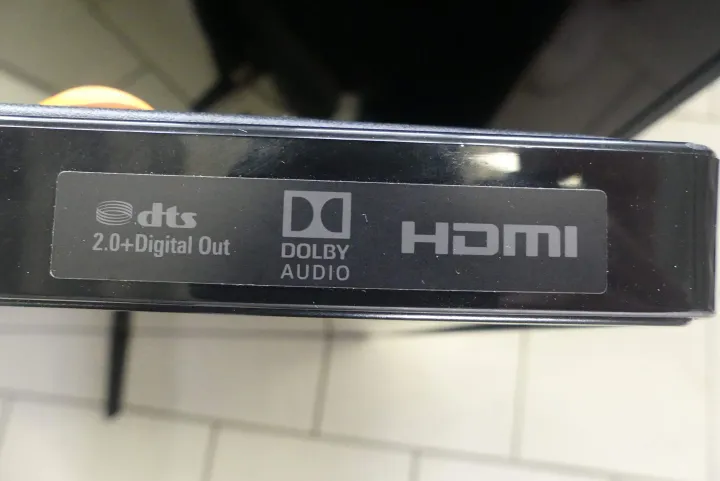 dts
2.0+Digital Out
DOLBY
AUDIO
HDMI